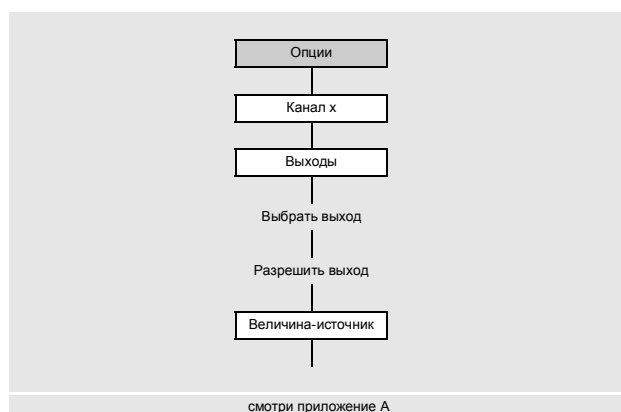 Опции
Канал x
Выходы
Выбрать выход
Разрешить выход
Величина-источник
смотри приложение A